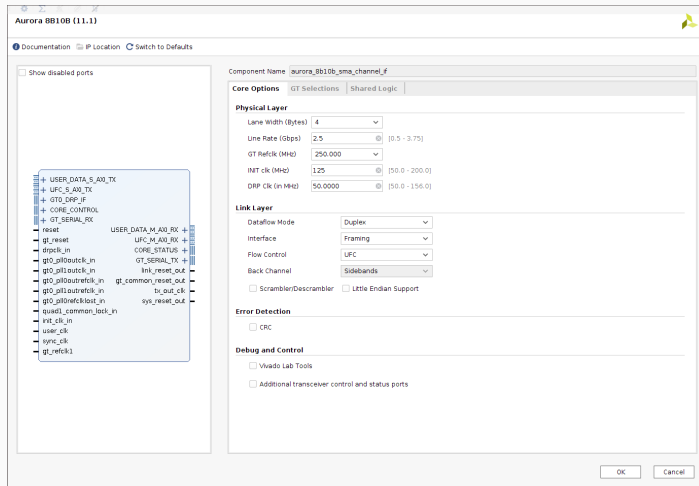 Aurora 8B10B (11.1)
Documentation IP Location Switch to Defaults
Show disabled ports
Component Name aurora_8b10b_sma_channel_if
Core Options GT Selections Shared Logic
Physical Layer
Lane Width (Bytes) 4
Line Rate (Gbps) 2.5 [0.5 - 3.75]
GT Refclk (MHz) 250.000
INIT clk (MHz) 125 [50.0 - 200.0]
DRP Clk (in MHz) 50.0000 [50.0 - 156.0]
Link Layer
Dataflow Mode Duplex
Interface Framing
Flow Control UFC
Back Channel Sidebands
Scrambler/Descrambler Little Endian Support
Error Detection
CRC
Debug and Control
Vivado Lab Tools
Additional transceiver control and status ports
USER_DATA_S_AXI_TX
UFC_S_AXI_TX
GT0_DRP_IF
CORE_CONTROL
GT_SERIAL_RX
reset USER_DATA_M_AXI_RX
gt_reset UFC_M_AXI_RX
drpclk_in CORE_STATUS
gt0_pll0outclk_in GT_SERIAL_TX
gt0_pll1outclk_in link_reset_out
gt0_pll0outrefclk_in gt_common_reset_out
gt0_pll1outrefclk_in tx_out_clk
gt0_pll0refclklost_in sys_reset_out
quad1_common_lock_in
init_clk_in
user_clk
sync_clk
gt_refclk1
OK Cancel